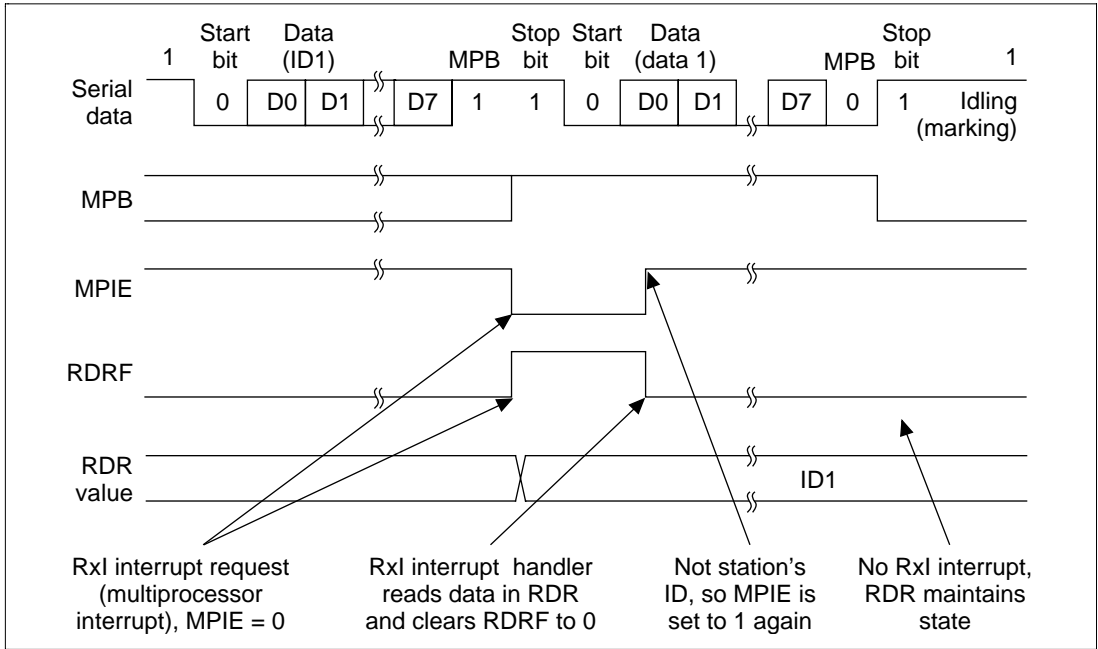 Start Data Stop Start Data Stop
1 bit (ID1) MPB bit bit (data 1) MPB bit 1
Serial data 0 D0 D1 D7 1 1 0 D0 D1 D7 0 1 Idling (marking)
MPB
MPIE
RDRF
RDR value ID1
RxI interrupt request
(multiprocessor
interrupt), MPIE = 0
RxI interrupt handler
reads data in RDR
and clears RDRF to 0
Not station's
ID, so MPIE is
set to 1 again
No RxI interrupt,
RDR maintains
state